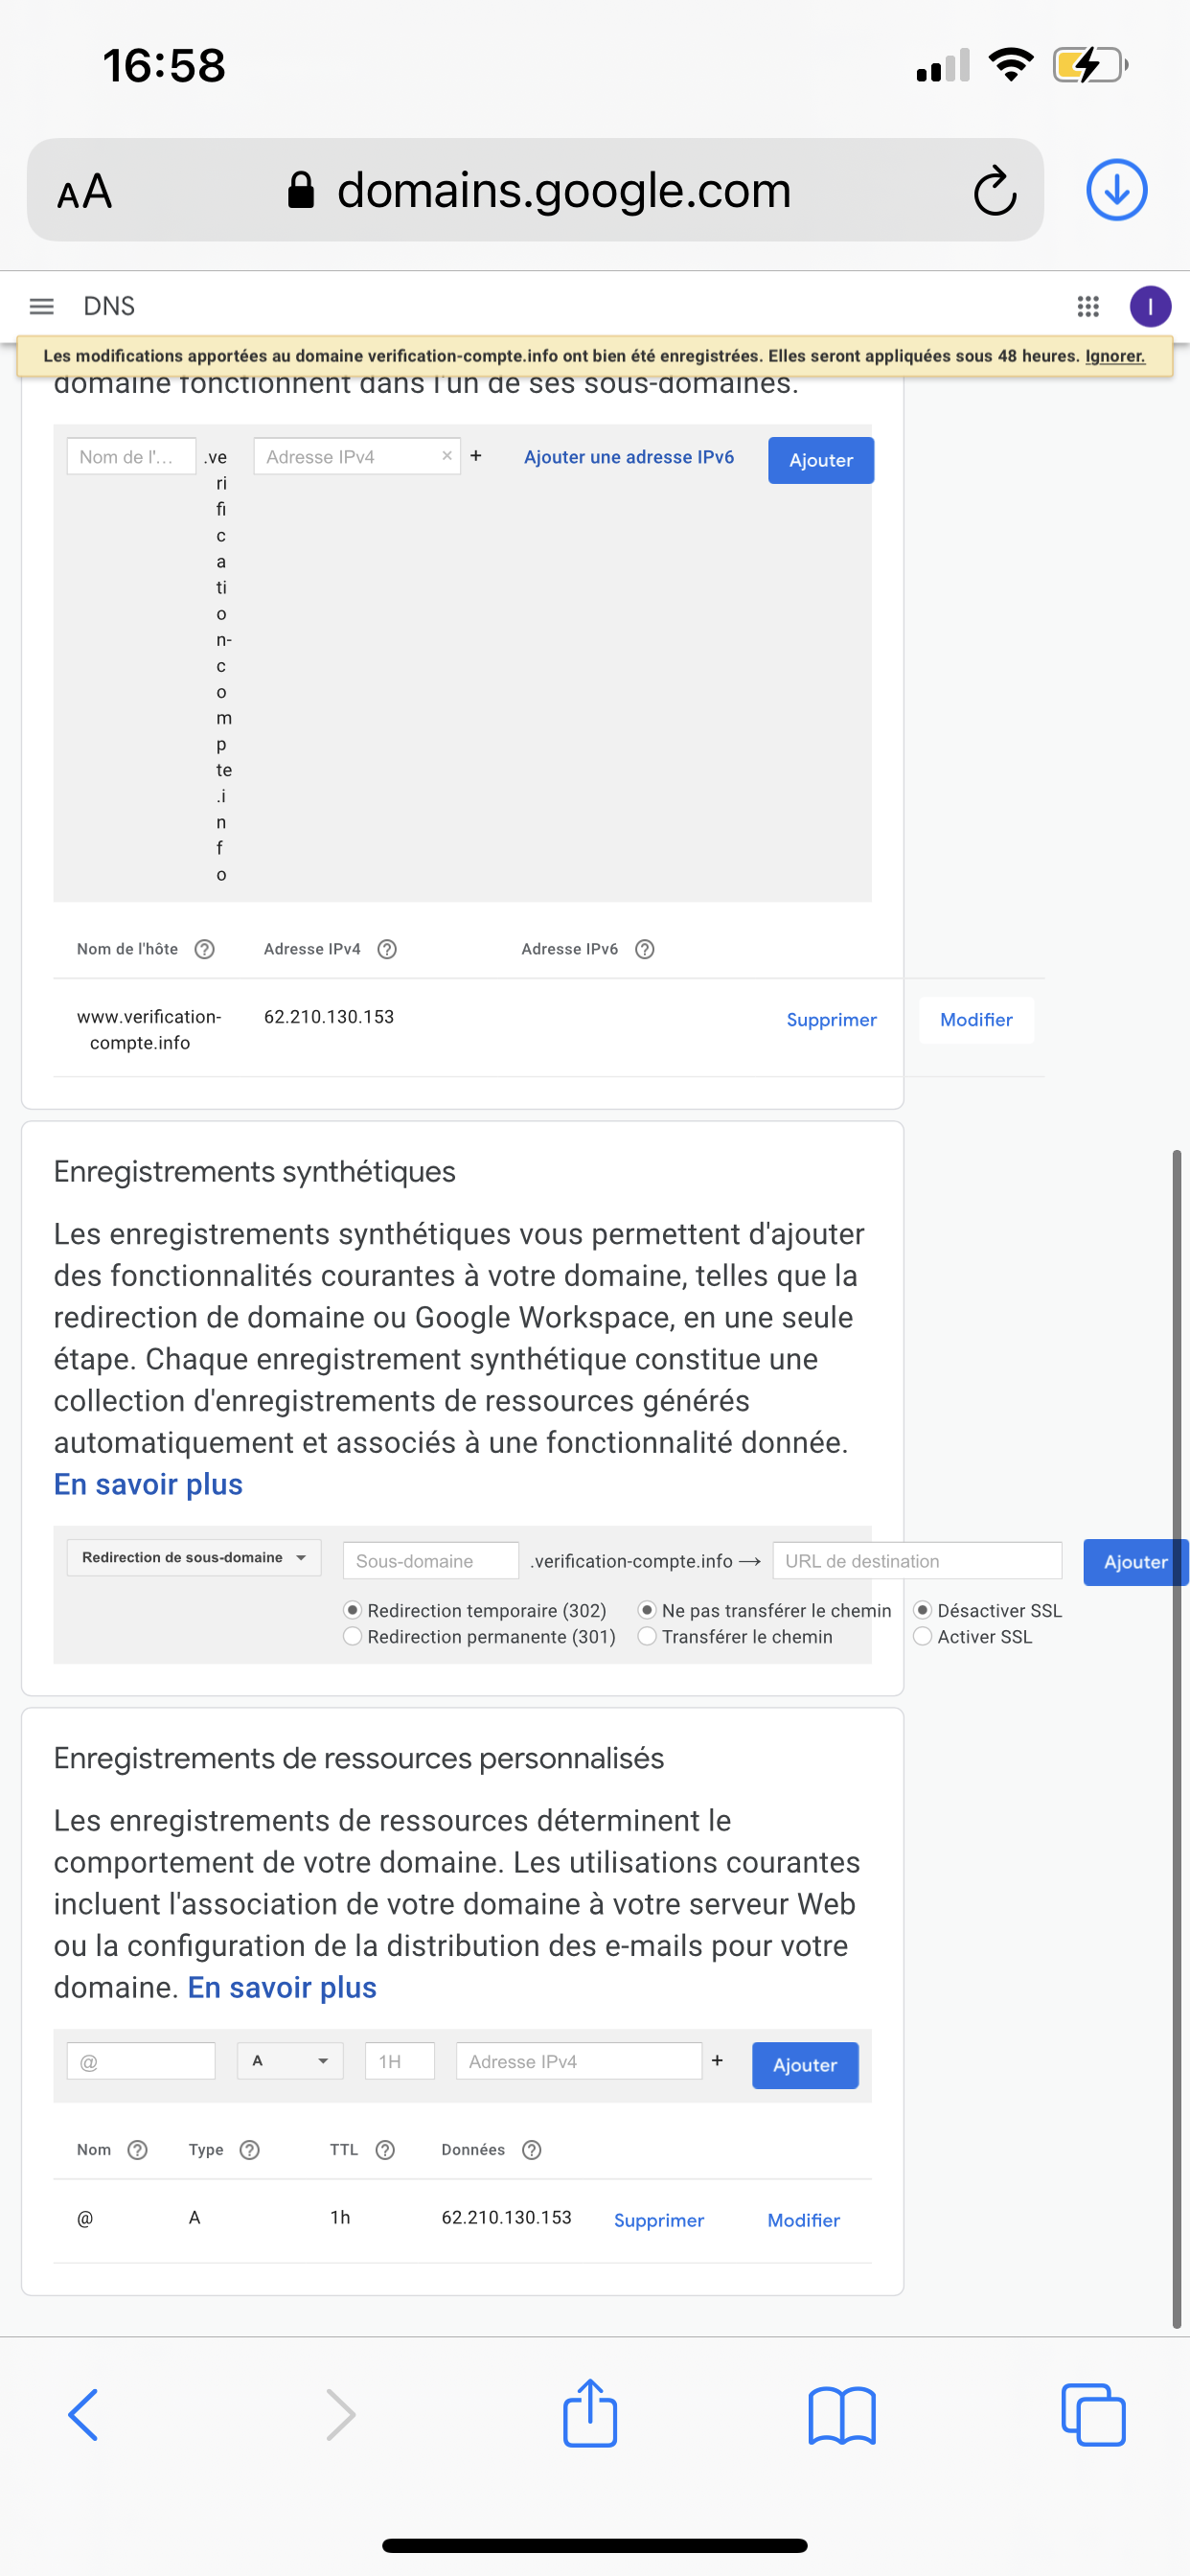 16:58
AA domains.google.com
DNS
I
Les modifications apportées au domaine verification-compte.info ont bien été enregistrées. Elles seront appliquées sous 48 heures. Ignorer.
domaine fonctionnent dans l'un de ses sous-domaines.
Nom de l'... .ve Adresse IPv4 × + Ajouter une adresse IPv6 Ajouter
ri
fi
c
a
ti
o
n-
c
o
m
p
te
.i
n
f
o
Nom de l'hôte ? Adresse IPv4 ? Adresse IPv6 ?
www.verification- 62.210.130.153 Supprimer Modifier
compte.info
Enregistrements synthétiques
Les enregistrements synthétiques vous permettent d'ajouter
des fonctionnalités courantes à votre domaine, telles que la
redirection de domaine ou Google Workspace, en une seule
étape. Chaque enregistrement synthétique constitue une
collection d'enregistrements de ressources générés
automatiquement et associés à une fonctionnalité donnée.
En savoir plus
Redirection de sous-domaine Sous-domaine .verification-compte.info → URL de destination Ajouter
Redirection temporaire (302) Ne pas transférer le chemin Désactiver SSL
Redirection permanente (301) Transférer le chemin Activer SSL
Enregistrements de ressources personnalisés
Les enregistrements de ressources déterminent le
comportement de votre domaine. Les utilisations courantes
incluent l'association de votre domaine à votre serveur Web
ou la configuration de la distribution des e-mails pour votre
domaine. En savoir plus
@ A 1H Adresse IPv4 + Ajouter
Nom ? Type ? TTL ? Données ?
@ A 1h 62.210.130.153 Supprimer Modifier